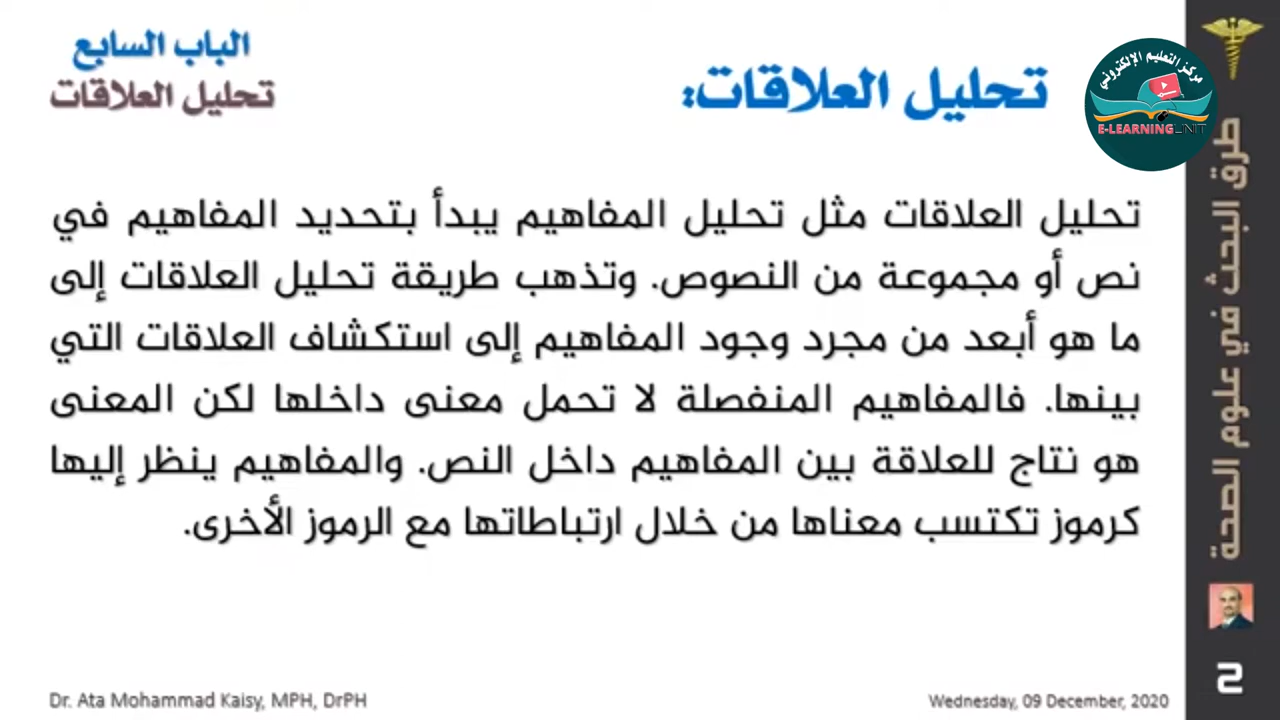 الباب السابع
تحليل العلاقات
تحليل العلاقات:
مركز التعليم الإلكتروني
E-LEARNING UNIT
تحليل العلاقات مثل تحليل المفاهيم يبدأ بتحديد المفاهيم في
نص أو مجموعة من النصوص. وتذهب طريقة تحليل العلاقات إلى
ما هو أبعد من مجرد وجود المفاهيم إلى استكشاف العلاقات التي
بينها. فالمفاهيم المنفصلة لا تحمل معنى داخلها لكن المعنى
هو نتاج للعلاقة بين المفاهيم داخل النص. والمفاهيم ينظر إليها
كرموز تكتسب معناها من خلال ارتباطاتها مع الرموز الأخرى.
طرق البحث في علوم الصحة
2
Dr. Ata Mohammad Kaisy, MPH, DrPH
Wednesday, 09 December, 2020